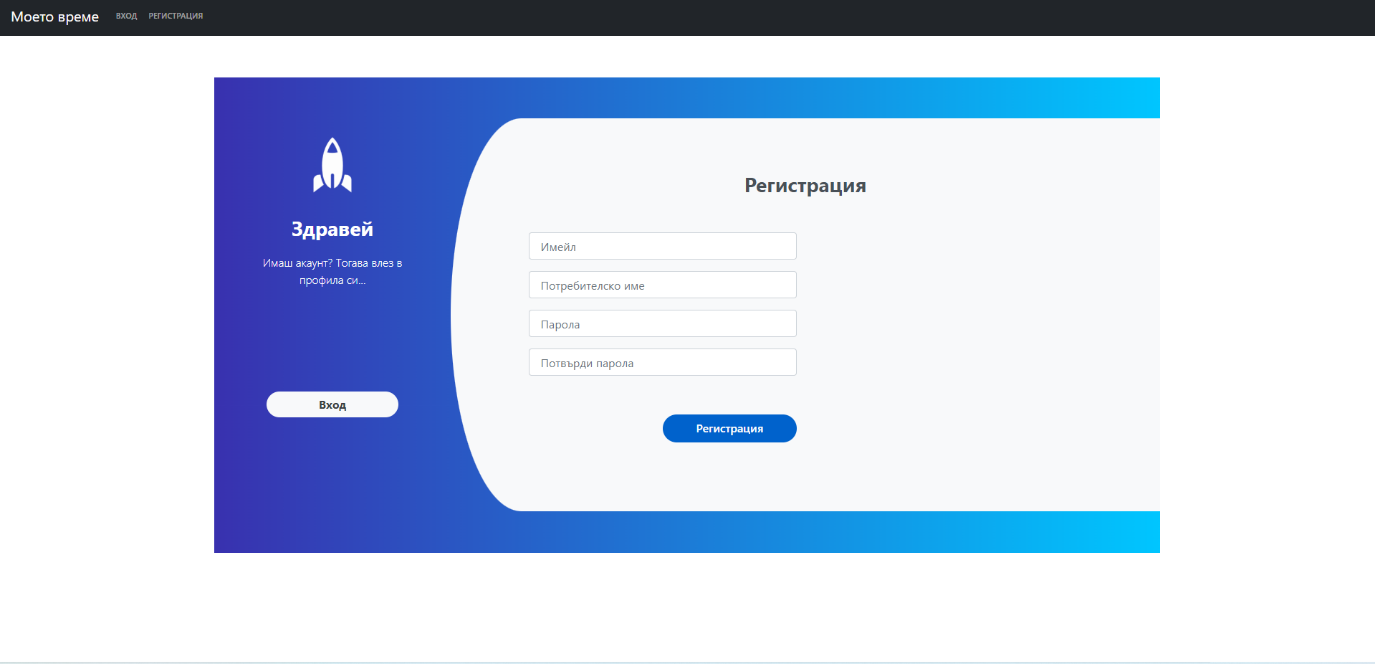 Моето време
ВХОД
РЕГИСТРАЦИЯ
Здравей
Имаш акаунт? Тогава влез в
профила си...
Вход
Регистрация
Имейл
Потребителско име
Парола
Потвърди парола
Регистрация